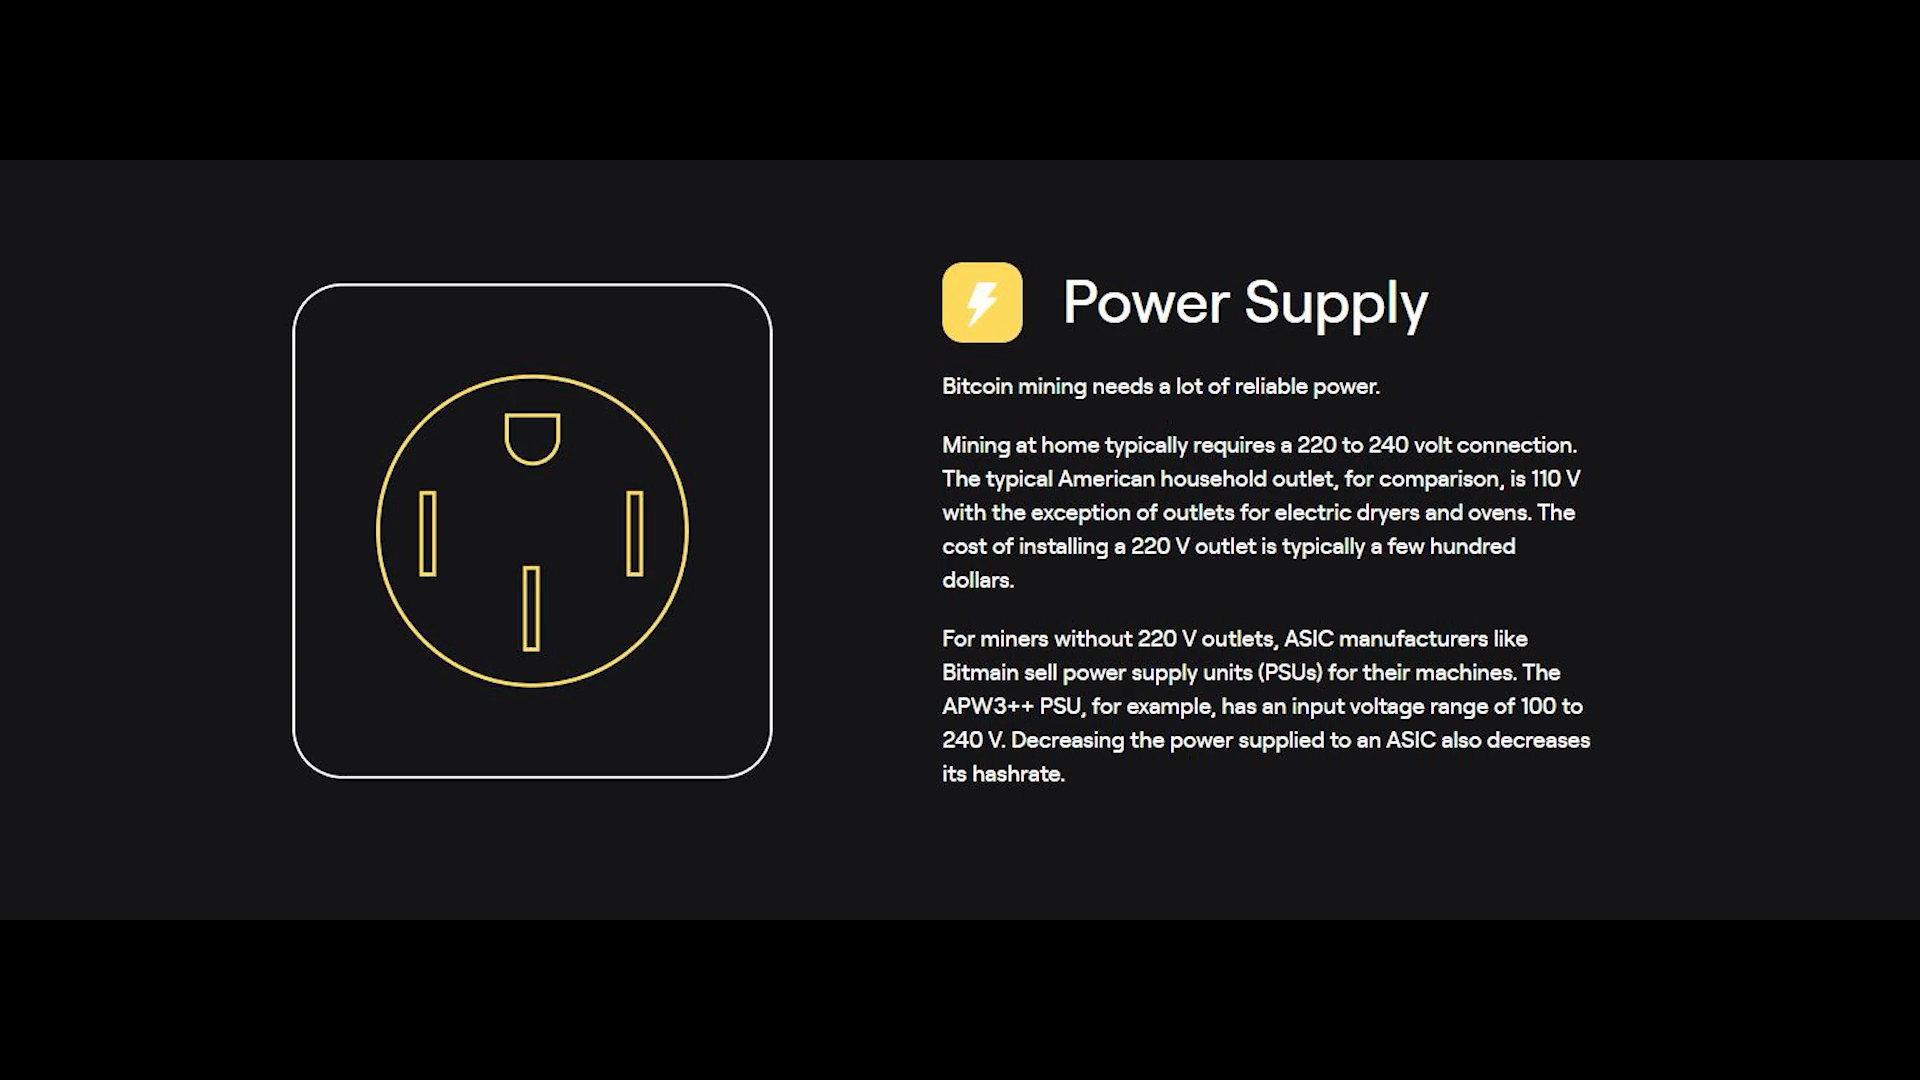 Power Supply
Bitcoin mining needs a lot of reliable power.
Mining at home typically requires a 220 to 240 volt connection.
The typical American household outlet, for comparison, is 110 V
with the exception of outlets for electric dryers and ovens. The
cost of installing a 220 V outlet is typically a few hundred
dollars.
For miners without 220 V outlets, ASIC manufacturers like
Bitmain sell power supply units (PSUs) for their machines. The
APW3++ PSU, for example, has an input voltage range of 100 to
240 V. Decreasing the power supplied to an ASIC also decreases
its hashrate.